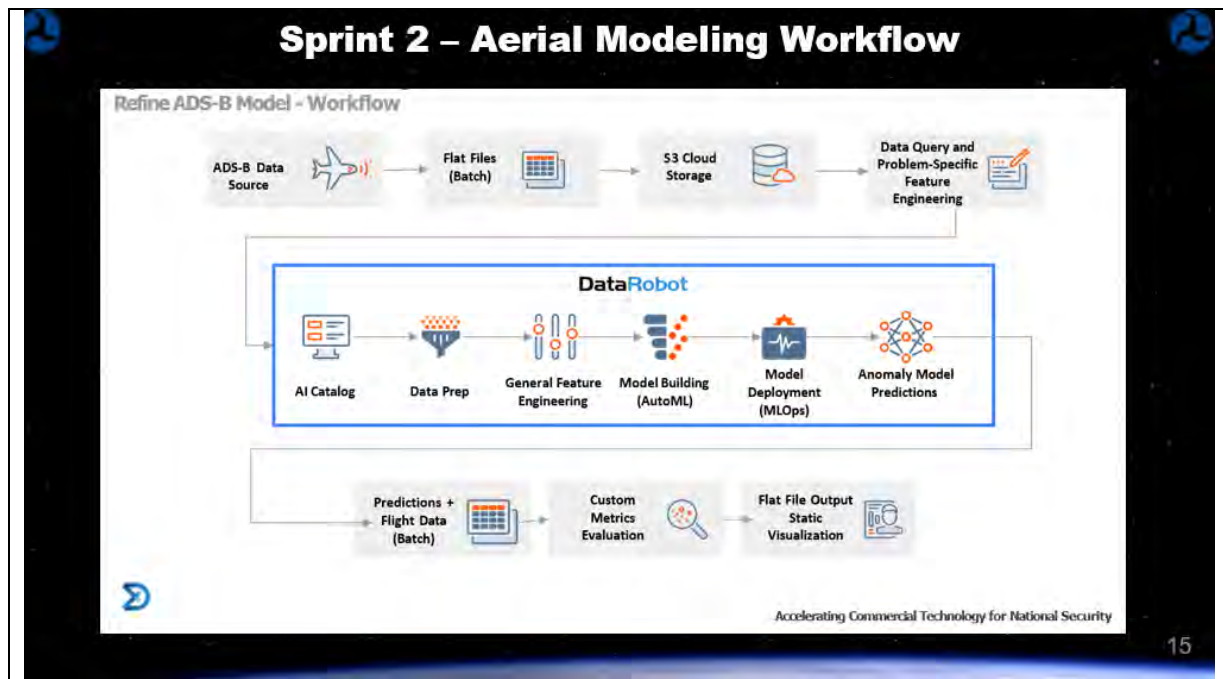 Sprint 2 – Aerial Modeling Workflow
Refine ADS-B Model - Workflow
ADS-B Data
Source
Flat Files
(Batch)
S3 Cloud
Storage
Data Query and
Problem-Specific
Feature
Engineering
DataRobot
AI Catalog
Data Prep
General Feature
Engineering
Model Building
(AutoML)
Model
Deployment
(MLOps)
Anomaly Model
Predictions
Predictions +
Flight Data
(Batch)
Custom
Metrics
Evaluation
Flat File Output
Static
Visualization
Accelerating Commercial Technology for National Security
15